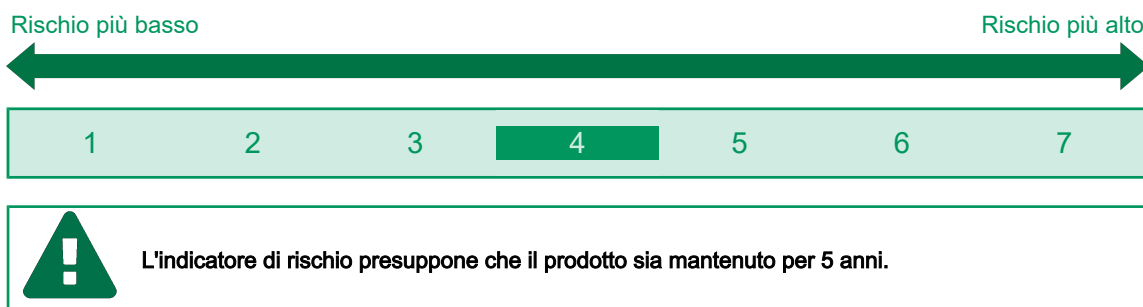 Rischio più basso Rischio più alto
1 2 3 4 5 6 7
L'indicatore di rischio presuppone che il prodotto sia mantenuto per 5 anni.